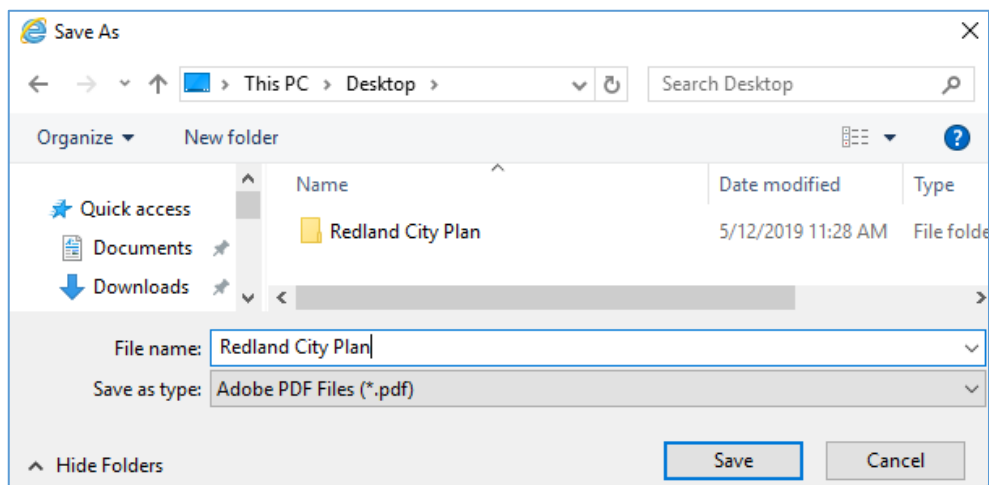 Save As
This PC > Desktop >
Search Desktop
Organize
New folder
Name
Date modified
Type
Quick access
Documents
Downloads
Redland City Plan
5/12/2019 11:28 AM
File folde
File name: Redland City Plan
Save as type: Adobe PDF Files (*.pdf)
Hide Folders
Save
Cancel